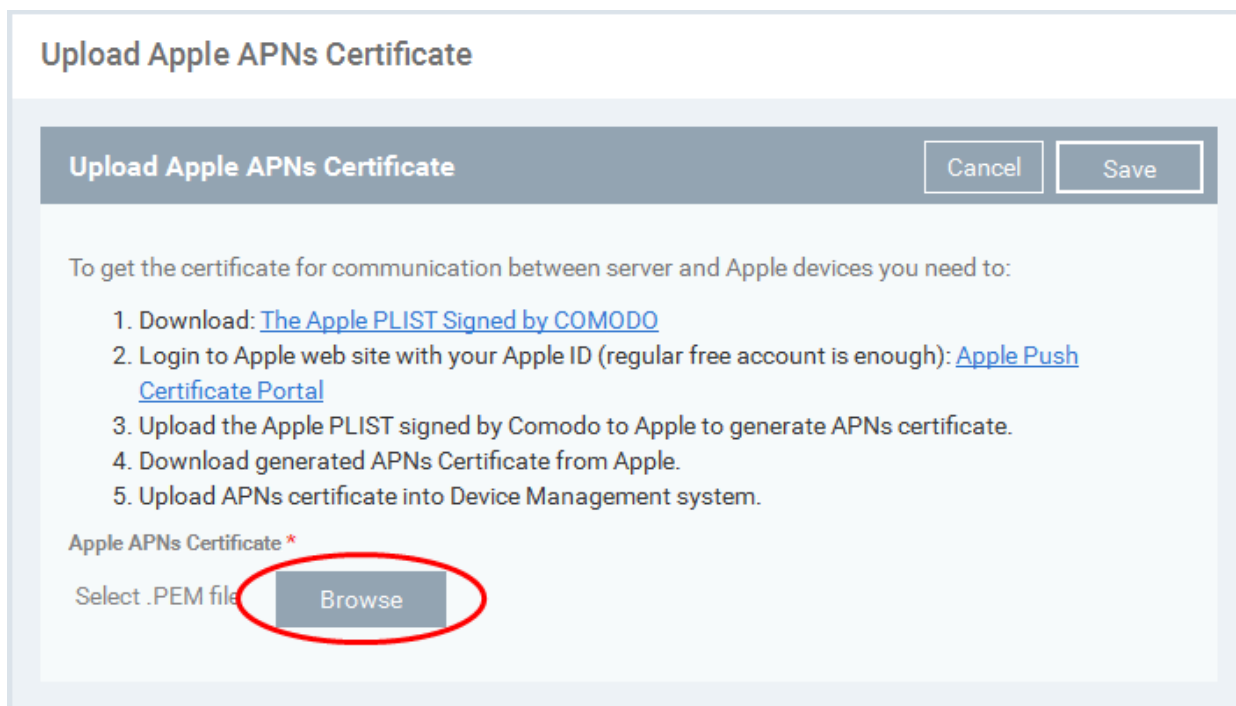 Upload Apple APNs Certificate
Upload Apple APNs Certificate
Cancel
Save
To get the certificate for communication between server and Apple devices you need to:
1. Download: The Apple PLIST Signed by COMODO
2. Login to Apple web site with your Apple ID (regular free account is enough): Apple Push
Certificate Portal
3. Upload the Apple PLIST signed by Comodo to Apple to generate APNs certificate.
4. Download generated APNs Certificate from Apple.
5. Upload APNs certificate into Device Management system.
Apple APNs Certificate *
Select .PEM file
Browse